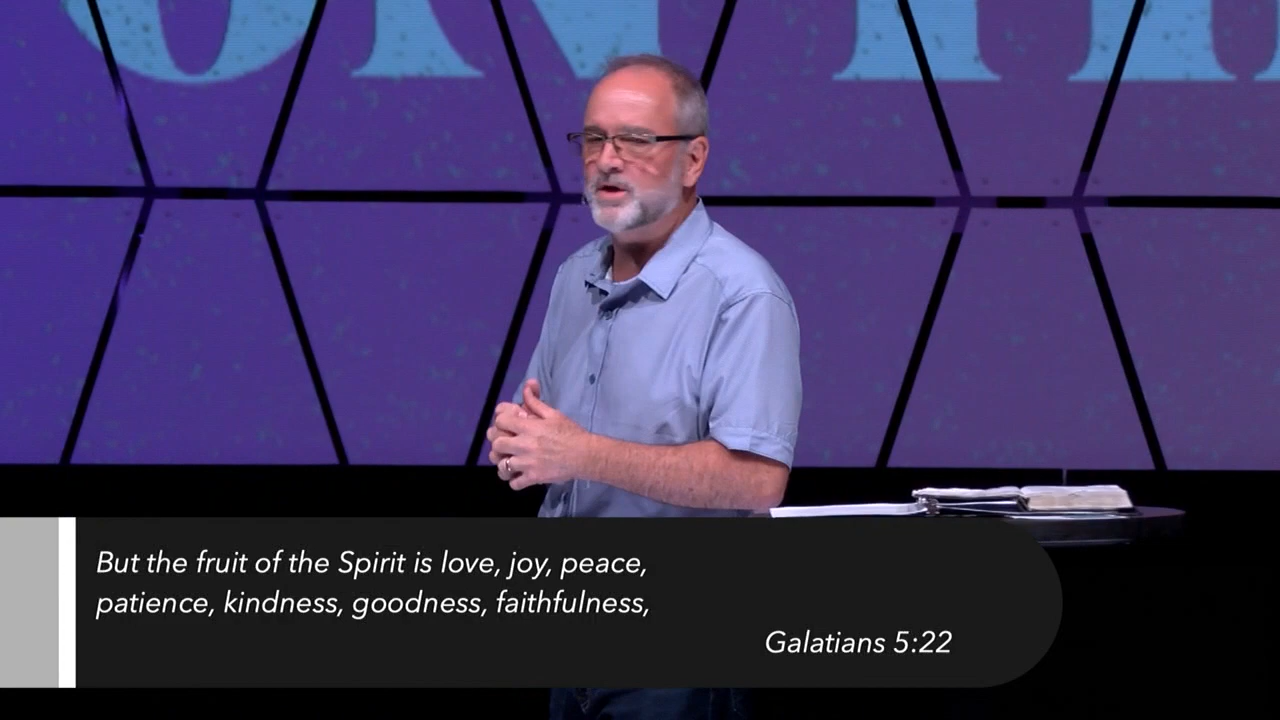 But the fruit of the Spirit is love, joy, peace,
patience, kindness, goodness, faithfulness,
Galatians 5:22